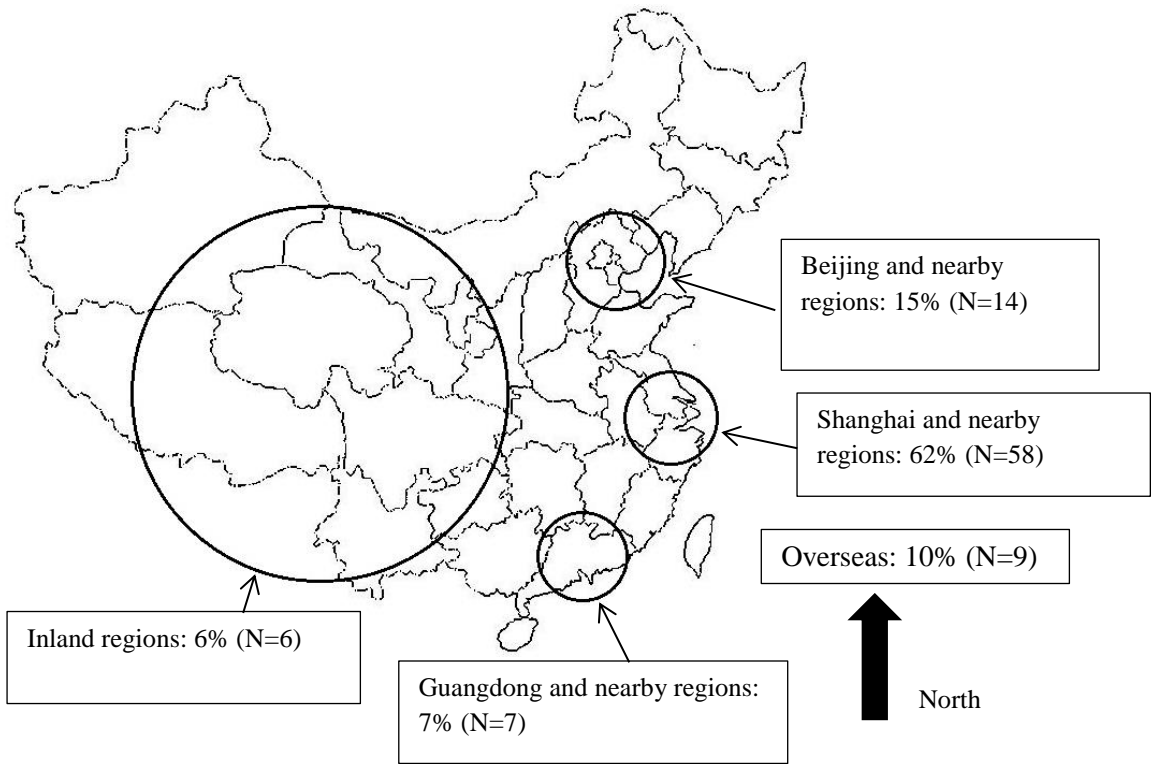 Beijing and nearby
regions: 15% (N=14)
Shanghai and nearby
regions: 62% (N=58)
Overseas: 10% (N=9)
Inland regions: 6% (N=6)
Guangdong and nearby regions:
7% (N=7)
North